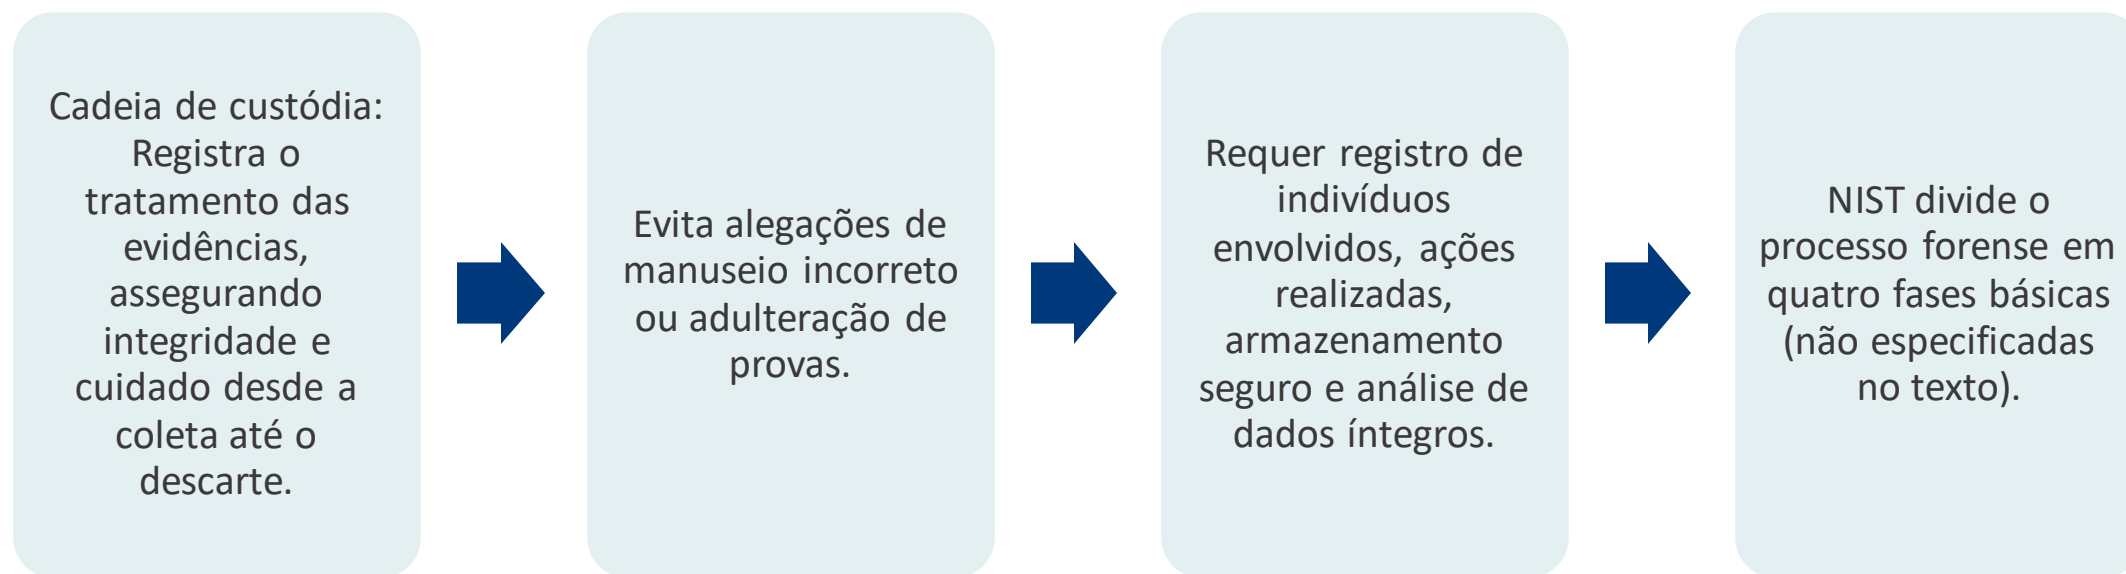 Cadeia de custódia:
Registra o
tratamento das
evidências,
assegurando
integridade e
cuidado desde a
coleta até o
descarte.
Evita alegações de
manuseio incorreto
ou adulteração de
provas.
Requer registro de
indivíduos
envolvidos, ações
realizadas,
armazenamento
seguro e análise de
dados íntegros.
NIST divide o
processo forense em
quatro fases básicas
(não especificadas
no texto).